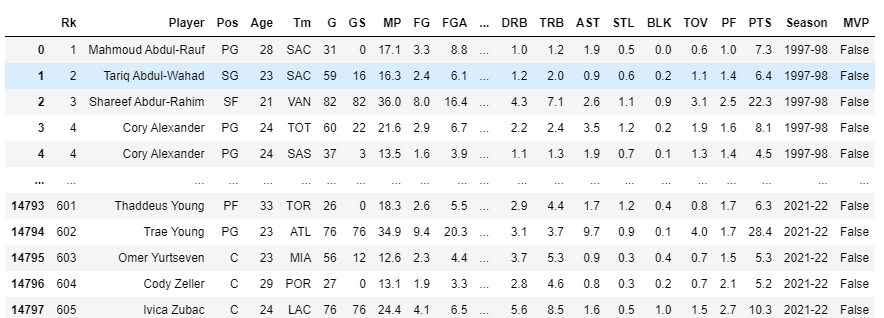 Rk Player Pos Age Tm G GS MP FG FGA ... DRB TRB AST STL BLK TOV PF PTS Season MVP
0 1 Mahmoud Abdul-Rauf PG 28 SAC 31 0 17.1 3.3 8.8 ... 1.0 1.2 1.9 0.5 0.0 0.6 1.0 7.3 1997-98 False
1 2 Tariq Abdul-Wahad SG 23 SAC 59 16 16.3 2.4 6.1 ... 1.2 2.0 0.9 0.6 0.2 1.1 1.4 6.4 1997-98 False
2 3 Shareef Abdur-Rahim SF 21 VAN 82 82 36.0 8.0 16.4 ... 4.3 7.1 2.6 1.1 0.9 3.1 2.5 22.3 1997-98 False
3 4 Cory Alexander PG 24 TOT 60 22 21.6 2.9 6.7 ... 2.2 2.4 3.5 1.2 0.2 1.9 1.6 8.1 1997-98 False
4 4 Cory Alexander PG 24 SAS 37 3 13.5 1.6 3.9 ... 1.1 1.3 1.9 0.7 0.1 1.3 1.4 4.5 1997-98 False
... ... ... ... ... ... ... ... ... ... ... ... ... ... ... ... ... ... ... ... ... ...
14793 601 Thaddeus Young PF 33 TOR 26 0 18.3 2.6 5.5 ... 2.9 4.4 1.7 1.2 0.4 0.8 1.7 6.3 2021-22 False
14794 602 Trae Young PG 23 ATL 76 76 34.9 9.4 20.3 ... 3.1 3.7 9.7 0.9 0.1 4.0 1.7 28.4 2021-22 False
14795 603 Omer Yurtseven C 23 MIA 56 12 12.6 2.3 4.4 ... 3.7 5.3 0.9 0.3 0.4 0.7 1.5 5.3 2021-22 False
14796 604 Cody Zeller C 29 POR 27 0 13.1 1.9 3.3 ... 2.8 4.6 0.8 0.3 0.2 0.7 2.1 5.2 2021-22 False
14797 605 Ivica Zubac C 24 LAC 76 76 24.4 4.1 6.5 ... 5.6 8.5 1.6 0.5 1.0 1.5 2.7 10.3 2021-22 False